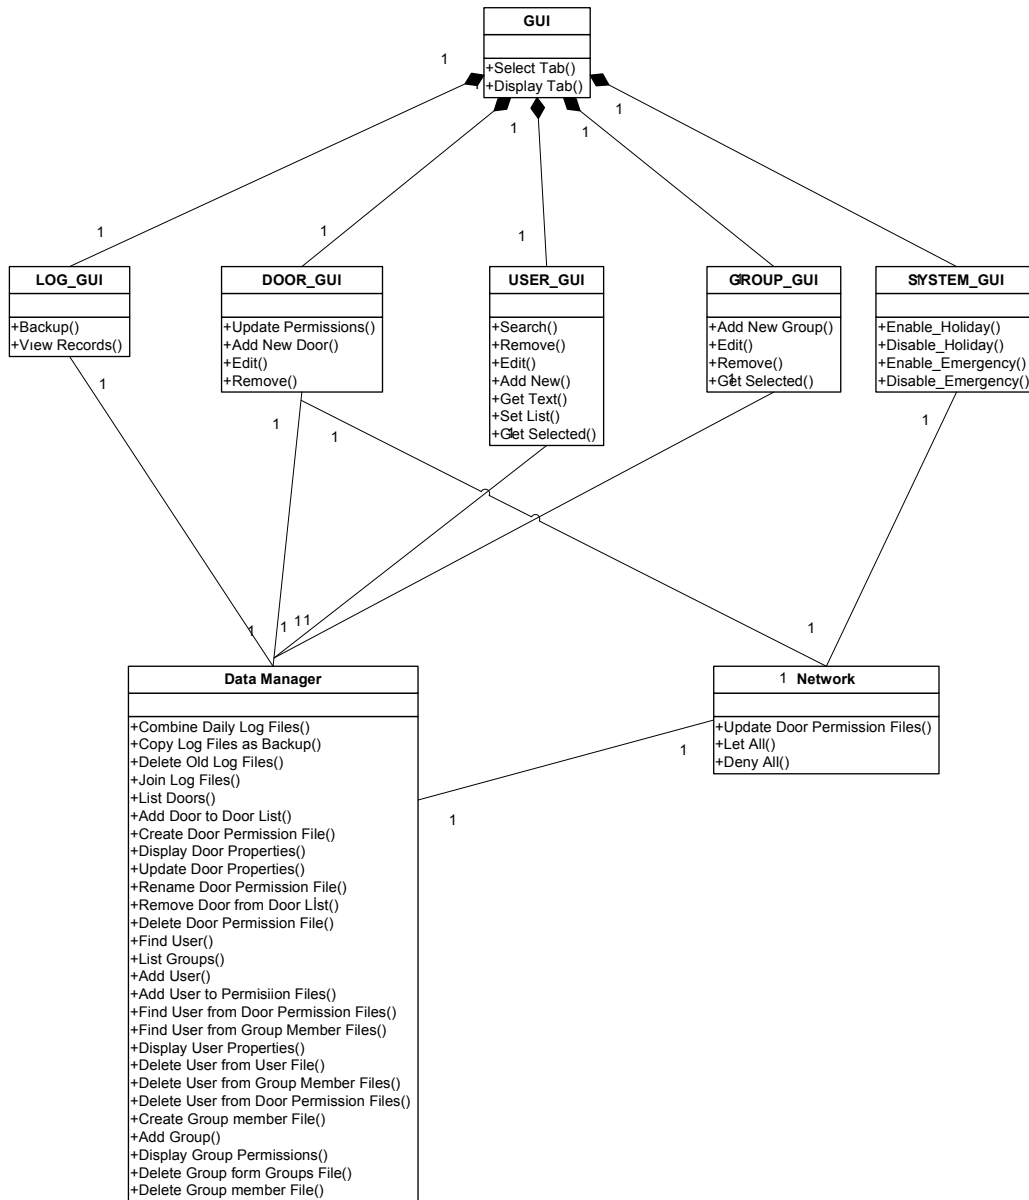 GUI
+Select Tab()
+Display Tab()
1
1
1
1
1
1
1
1
1
LOG_GUI
+Backup()
+View Records()
DOOR_GUI
+Update Permissions()
+Add New Door()
+Edit()
+Remove()
USER_GUI
+Search()
+Remove()
+Edit()
+Add New()
+Get Text()
+Set List()
+Get Selected()
1
GROUP_GUI
1
+Add New Group()
+Edit()
+Remove()
+Get Selected()
1
SYSTEM_GUI
1
+Enable_Holiday()
+Disable_Holiday()
+Enable_Emergency()
+Disable_Emergency()
1
1
1
1
1
1
1 1
1
1
Data Manager
+Combine Daily Log Files()
+Copy Log Files as Backup()
+Delete Old Log Files()
+Join Log Files()
+List Doors()
+Add Door to Door List()
+Create Door Permission File()
+Display Door Properties()
+Update Door Properties()
+Rename Door Permission File()
+Remove Door from Door Lİst()
+Delete Door Permission File()
+Find User()
+List Groups()
+Add User()
+Add User to Permisiion Files()
+Find User from Door Permission Files()
+Find User from Group Member Files()
+Display User Properties()
+Delete User from User File()
+Delete User from Group Member Files()
+Delete User from Door Permission Files()
+Create Group member File()
+Add Group()
+Display Group Permissions()
+Delete Group form Groups File()
+Delete Group member File()
1 Network
+Update Door Permission Files()
+Let All()
+Deny All()
1
1